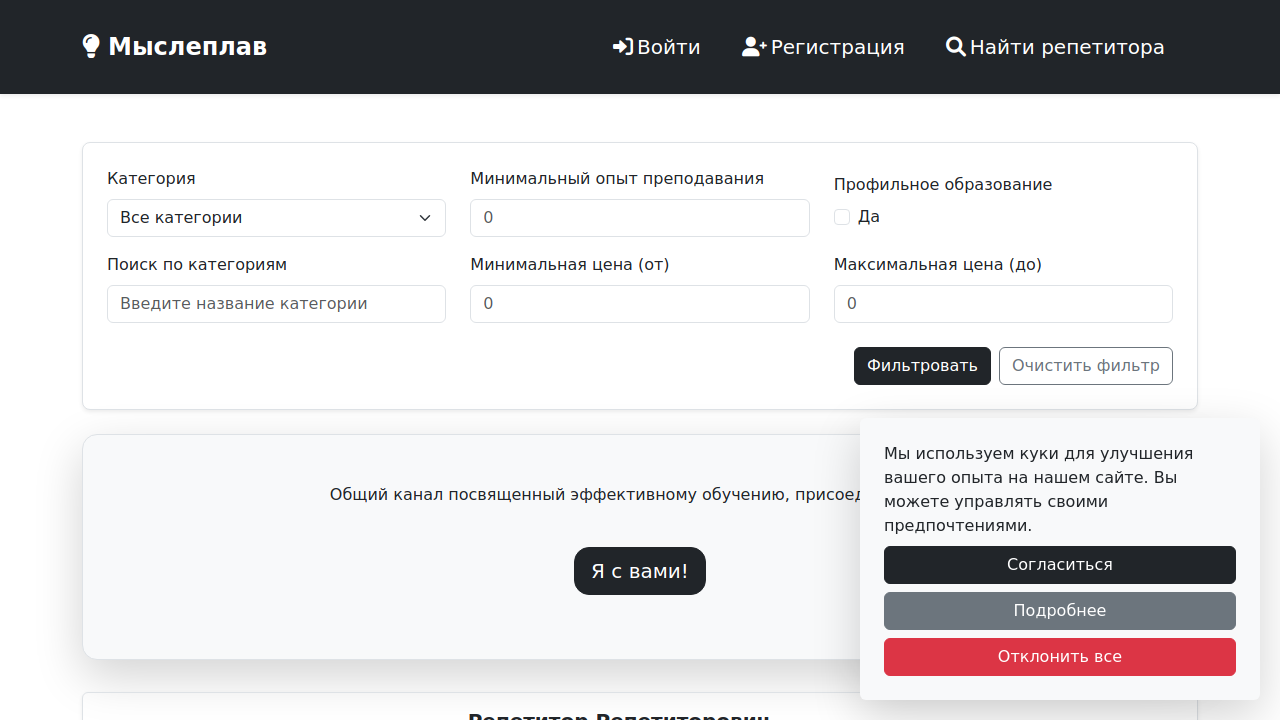 Мыслеплав
Войти
Регистрация
Найти репетитора
Категория
Минимальный опыт преподавания
Профильное образование
Все категории
0
Да
Поиск по категориям
Минимальная цена (от)
Максимальная цена (до)
Введите название категории
0
0
Фильтровать
Очистить фильтр
Общий канал посвященный эффективному обучению,
Я с вами!
Мы используем куки для улучшения
вашего опыта на нашем сайте. Вы
можете управлять своими
предпочтениями.
Согласиться
Подробнее
Отклонить все
Репетитор Репетиторович